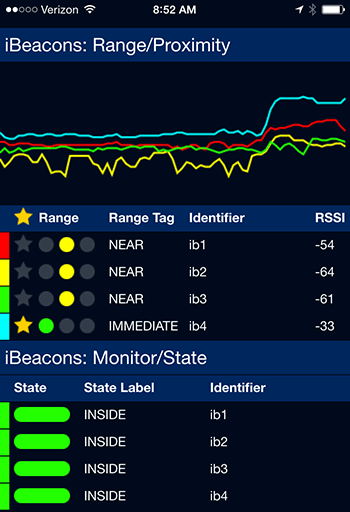 Verizon 8:52 AM
iBeacons: Range/Proximity
Range Range Tag Identifier RSSI
NEAR ib1 -54
NEAR ib2 -64
NEAR ib3 -61
IMMEDIATE ib4 -33
iBeacons: Monitor/State
State State Label Identifier
INSIDE ib1
INSIDE ib2
INSIDE ib3
INSIDE ib4